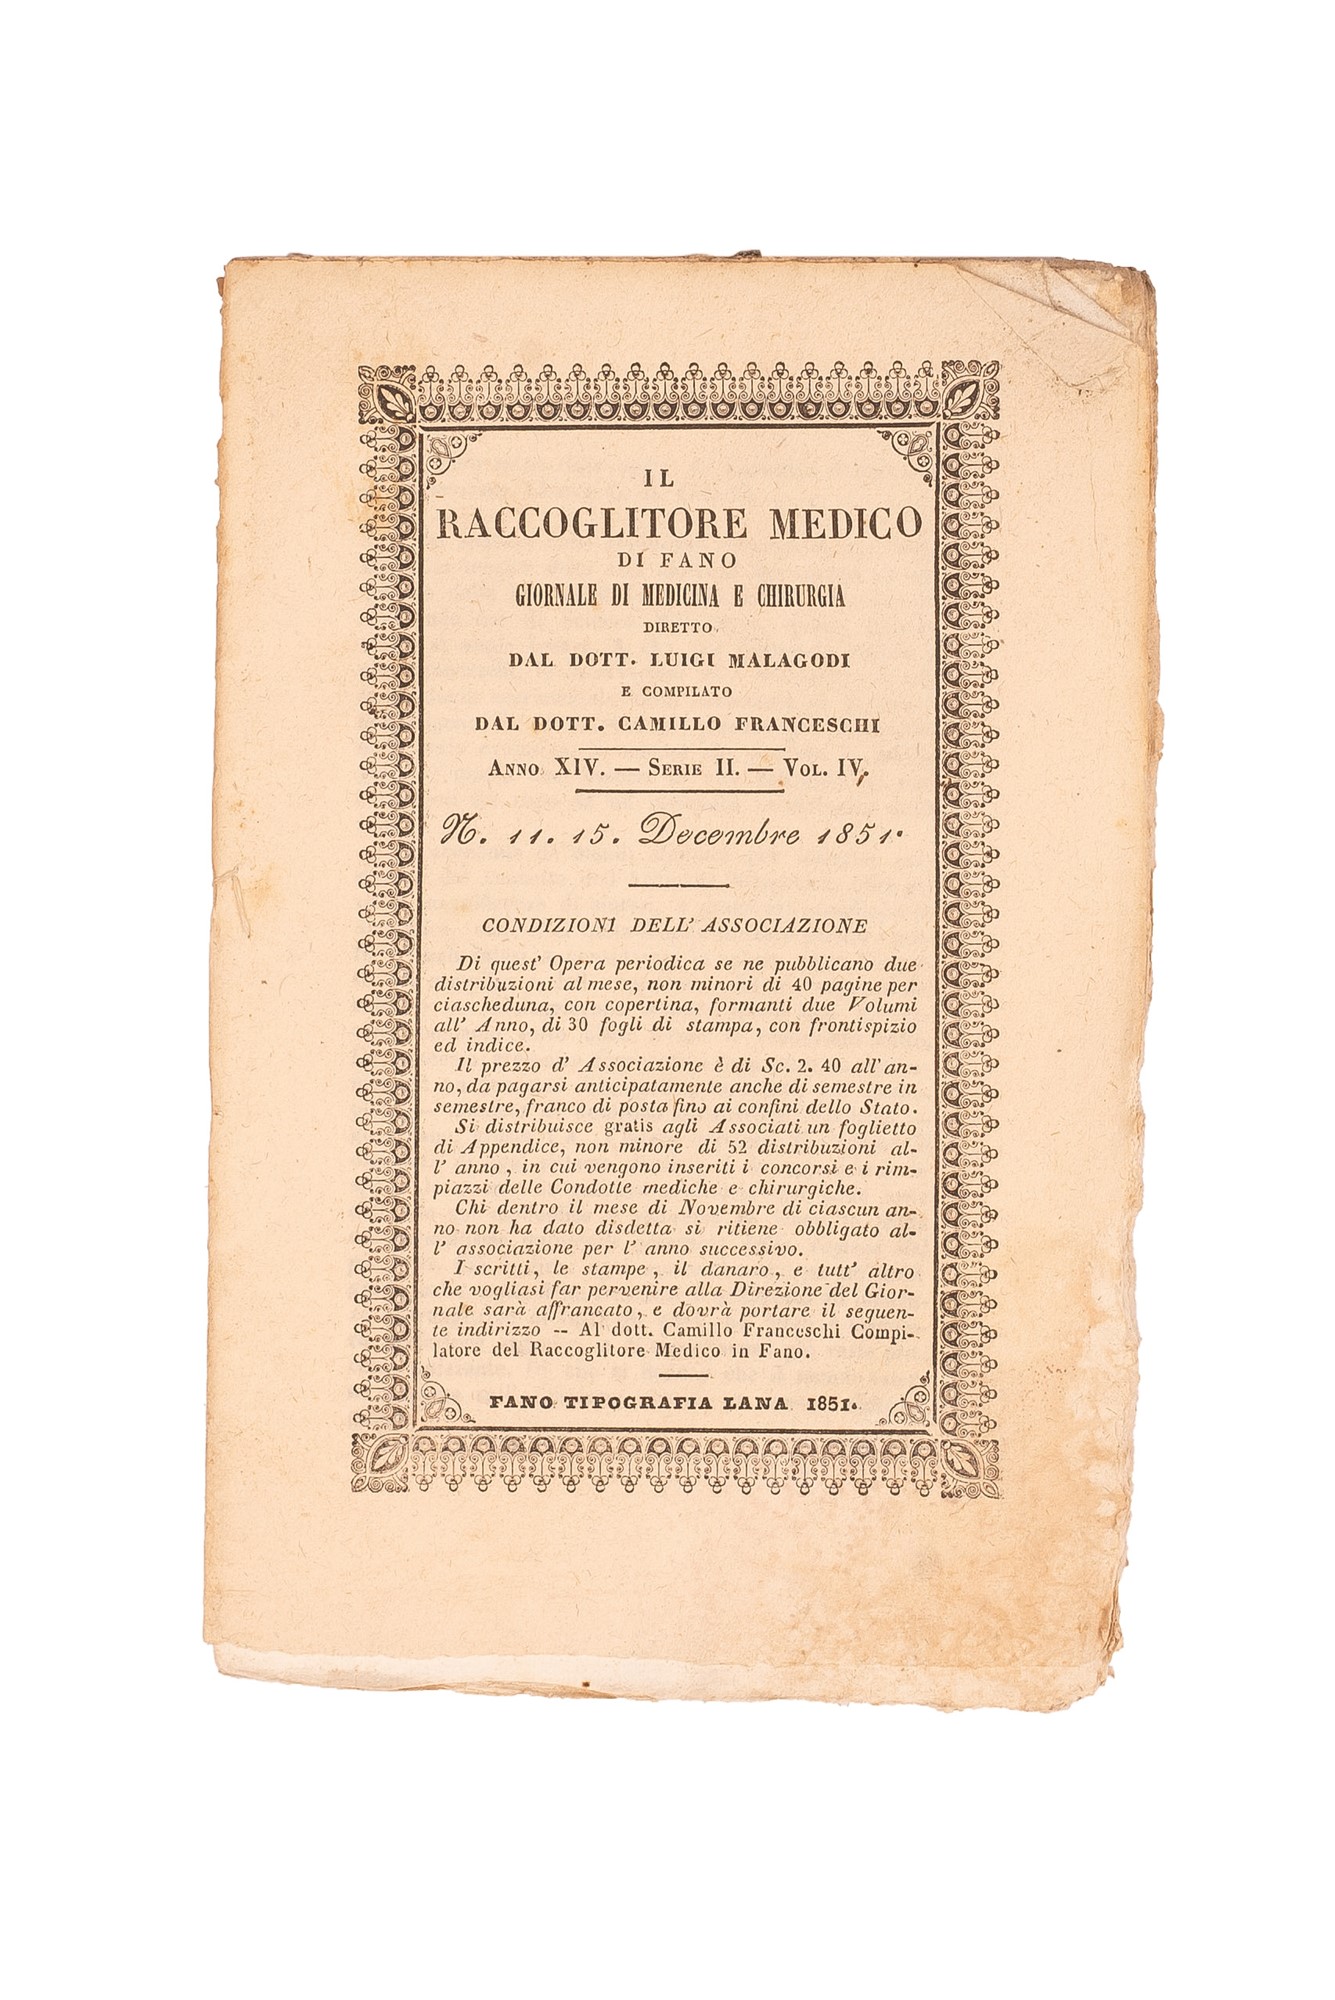 IL
RACCOGLITORE MEDICO
DI FANO
GIORNALE DI MEDICINA E CHIRURGIA
DIRETTO
DAL DOTT. LUIGI MALAGODI
E COMPILATO
DAL DOTT. CAMILLO FRANCESCHI
ANNO XIV. — SERIE II. — VOL. IV.
N. 11. 15. Decembre 1851.
CONDIZIONI DELL' ASSOCIAZIONE
Di quest' Opera periodica se ne pubblicano due
distribuzioni al mese, non minori di 40 pagine per
ciascheduna, con copertina, formanti due Volumi
all' Anno, di 30 fogli di stampa, con frontispizio
ed indice.
Il prezzo d' Associazione è di Sc. 2. 40 all'an-
no, da pagarsi anticipatamente anche di semestre in
semestre, franco di posta fino ai confini dello Stato.
Si distribuisce gratis agli Associati un foglietto
di Appendice, non minore di 52 distribuzioni al-
l' anno, in cui vengono inseriti i concorsi e i rim-
piazzi delle Condotte mediche e chirurgiche.
Chi dentro il mese di Novembre di ciascun an-
no non ha dato disdetta si ritiene obbligato al-
l' associazione per l' anno successivo.
I scritti, le stampe, il danaro, e tutt' altro
che vogliasi far pervenire alla Direzione del Gior-
nale sarà affrancato, e dovrà portare il seguen-
te indirizzo -- Al dott. Camillo Franceschi Compi-
latore del Raccoglitore Medico in Fano.
FANO TIPOGRAFIA LANA 1851.